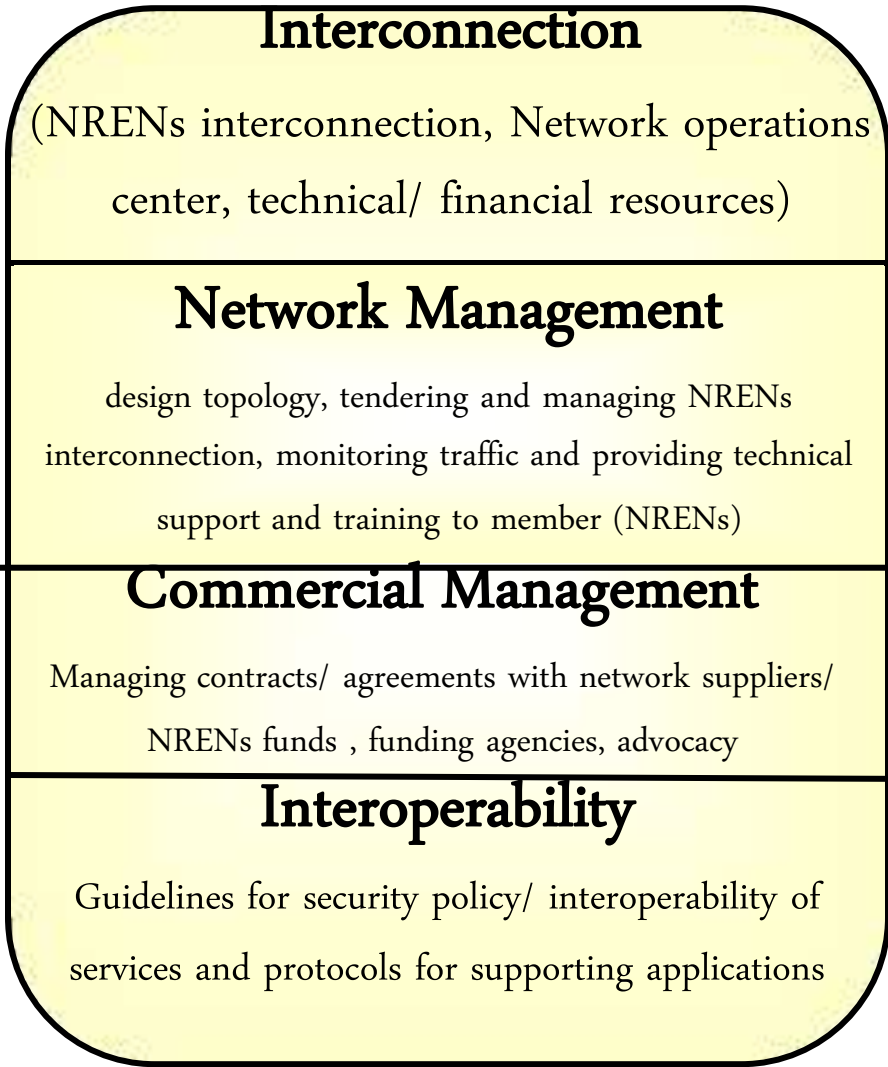 Interconnection
(NRENs interconnection, Network operations
center, technical/ financial resources)
Network Management
design topology, tendering and managing NRENs
interconnection, monitoring traffic and providing technical
support and training to member (NRENs)
Commercial Management
Managing contracts/ agreements with network suppliers/
NRENs funds , funding agencies, advocacy
Interoperability
Guidelines for security policy/ interoperability of
services and protocols for supporting applications